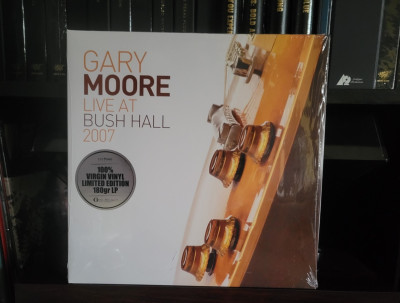 GARY
MOORE
LIVE AT
BUSH HALL
2007
100%
VIRGIN VINYL
LIMITED EDITION
180gr LP